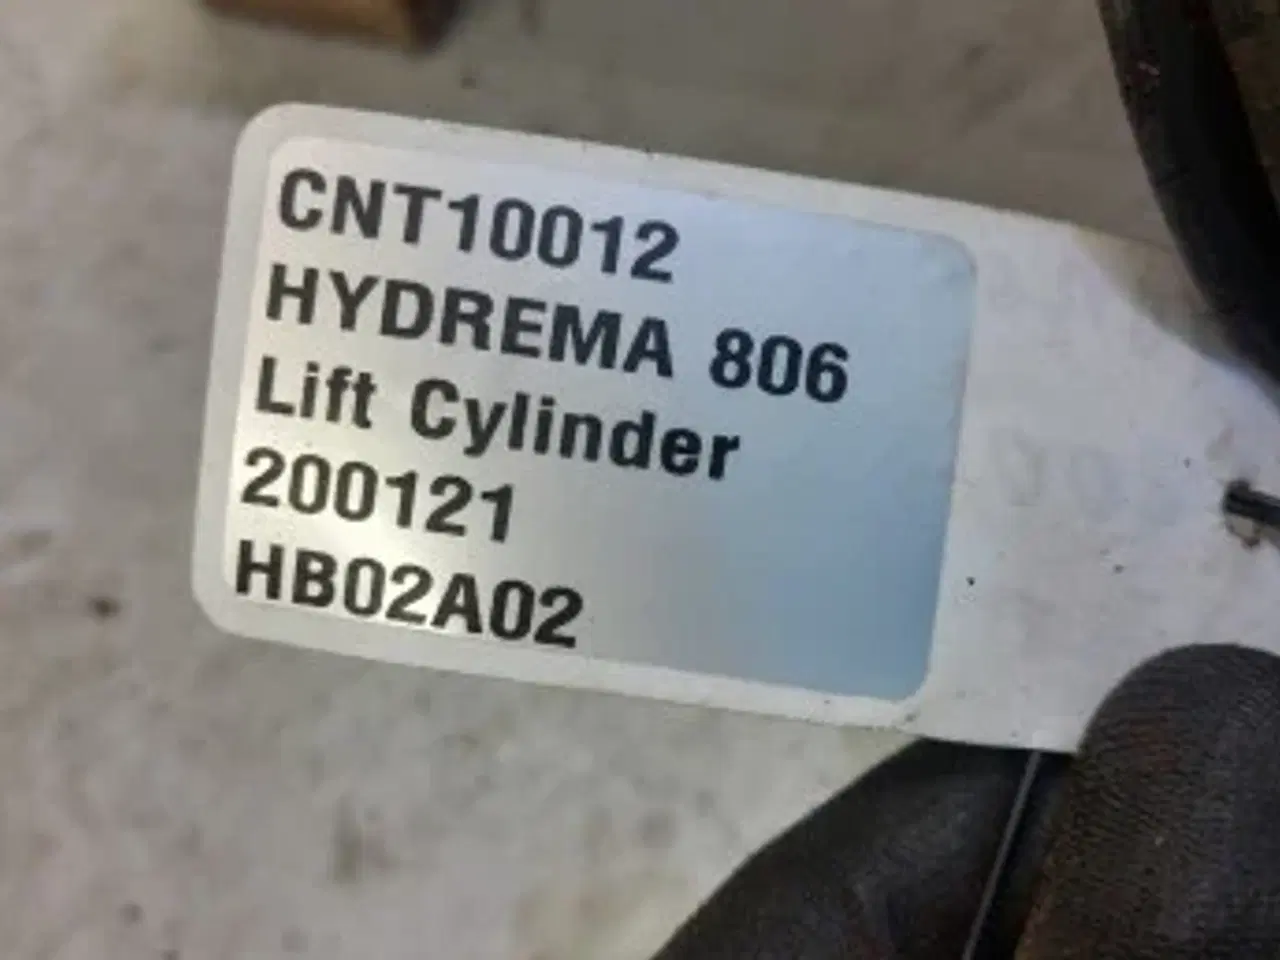 CNT10012
HYDREMA 806
Lift Cylinder
200121
HB02A02